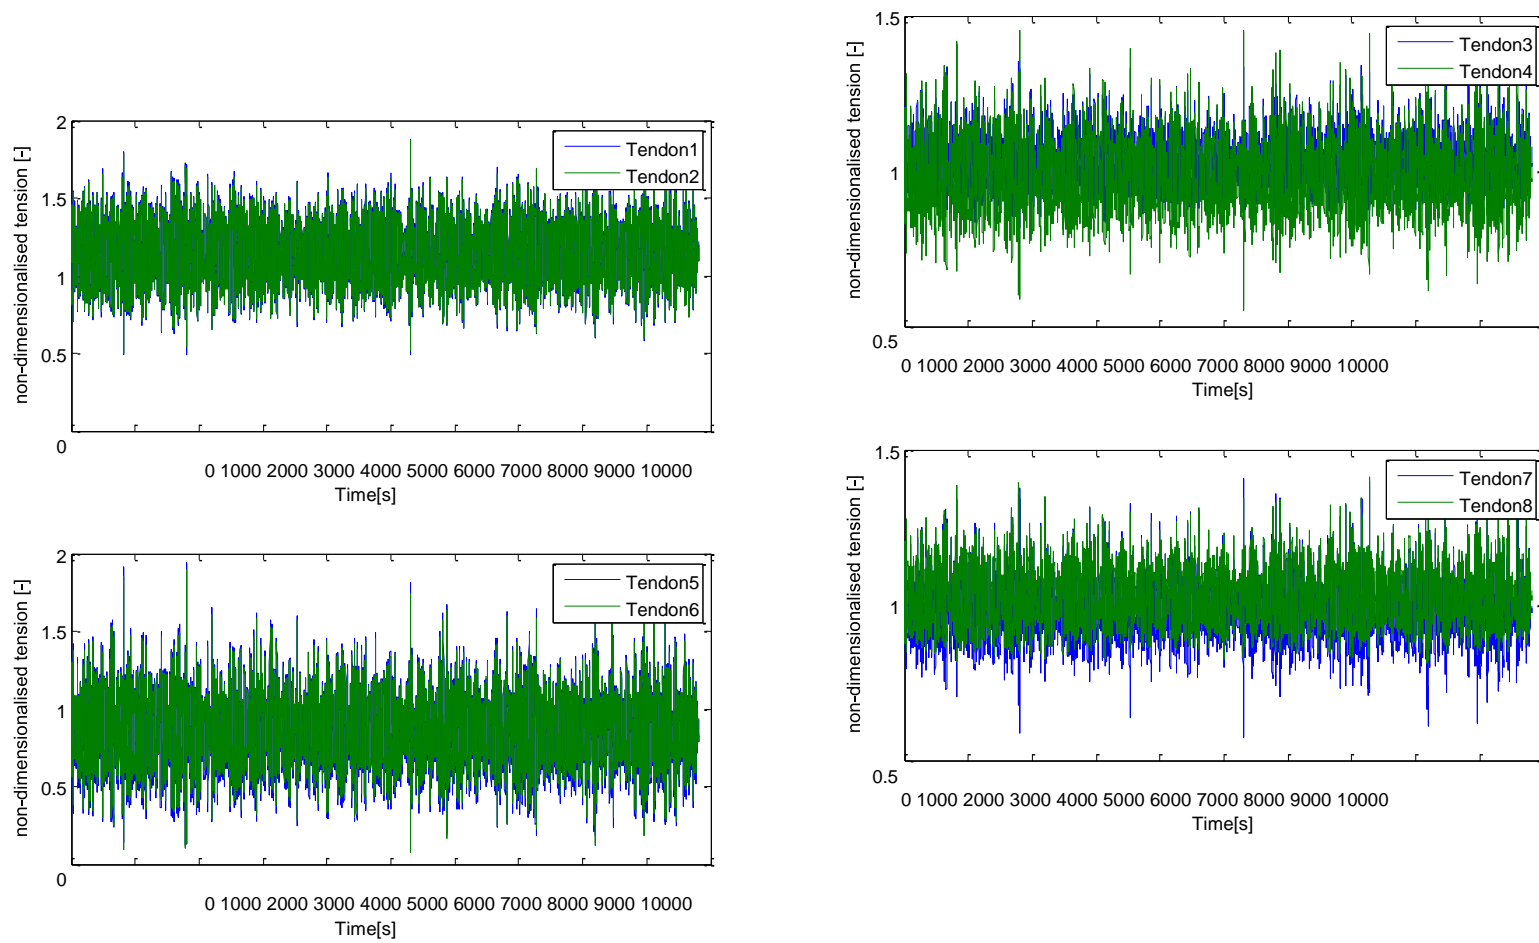 2
1.5
1
0.5
0
non-dimensionalised tension [-]
Tendon1
Tendon2
0 1000 2000 3000 4000 5000 6000 7000 8000 9000 10000
Time[s]
1.5
1
0.5
non-dimensionalised tension [-]
Tendon3
Tendon4
0 1000 2000 3000 4000 5000 6000 7000 8000 9000 10000
Time[s]
2
1.5
1
0.5
0
non-dimensionalised tension [-]
Tendon5
Tendon6
0 1000 2000 3000 4000 5000 6000 7000 8000 9000 10000
Time[s]
1.5
1
0.5
non-dimensionalised tension [-]
Tendon7
Tendon8
0 1000 2000 3000 4000 5000 6000 7000 8000 9000 10000
Time[s]